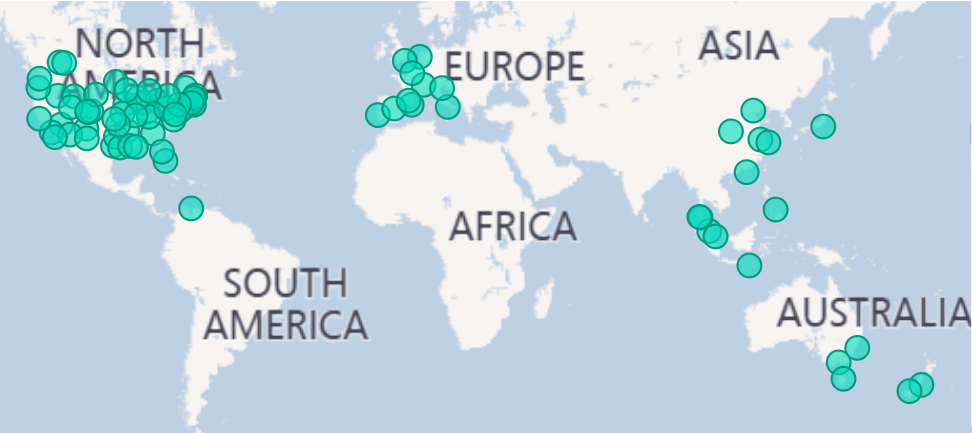 NORTH
AMERICA
EUROPE
ASIA
AFRICA
SOUTH
AMERICA
AUSTRALIA